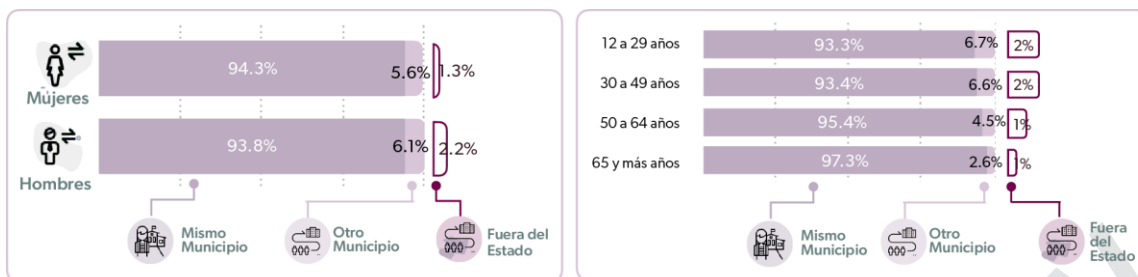 94.3% 5.6% 1.3%
Mújeres
93.8% 6.1% 2.2%
Hombres
Mismo
Municipio
Otro
Municipio
Fuera del
Estado
12 a 29 años 93.3% 6.7% 2%
30 a 49 años 93.4% 6.6% 2%
50 a 64 años 95.4% 4.5% 1%
65 y más años 97.3% 2.6% 1%
Mismo
Municipio
Otro
Municipio
Fuera
del
Estado